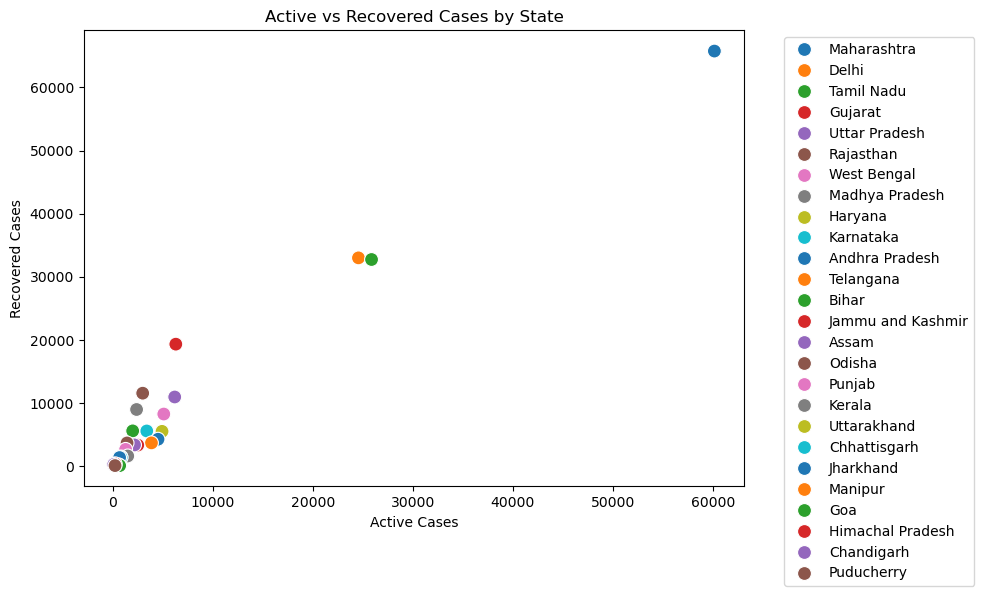 Active vs Recovered Cases by State
60000
50000
40000
30000
20000
10000
0
Recovered Cases
0 10000 20000 30000 40000 50000 60000
Active Cases
Maharashtra
Delhi
Tamil Nadu
Gujarat
Uttar Pradesh
Rajasthan
West Bengal
Madhya Pradesh
Haryana
Karnataka
Andhra Pradesh
Telangana
Bihar
Jammu and Kashmir
Assam
Odisha
Punjab
Kerala
Uttarakhand
Chhattisgarh
Jharkhand
Manipur
Goa
Himachal Pradesh
Chandigarh
Puducherry